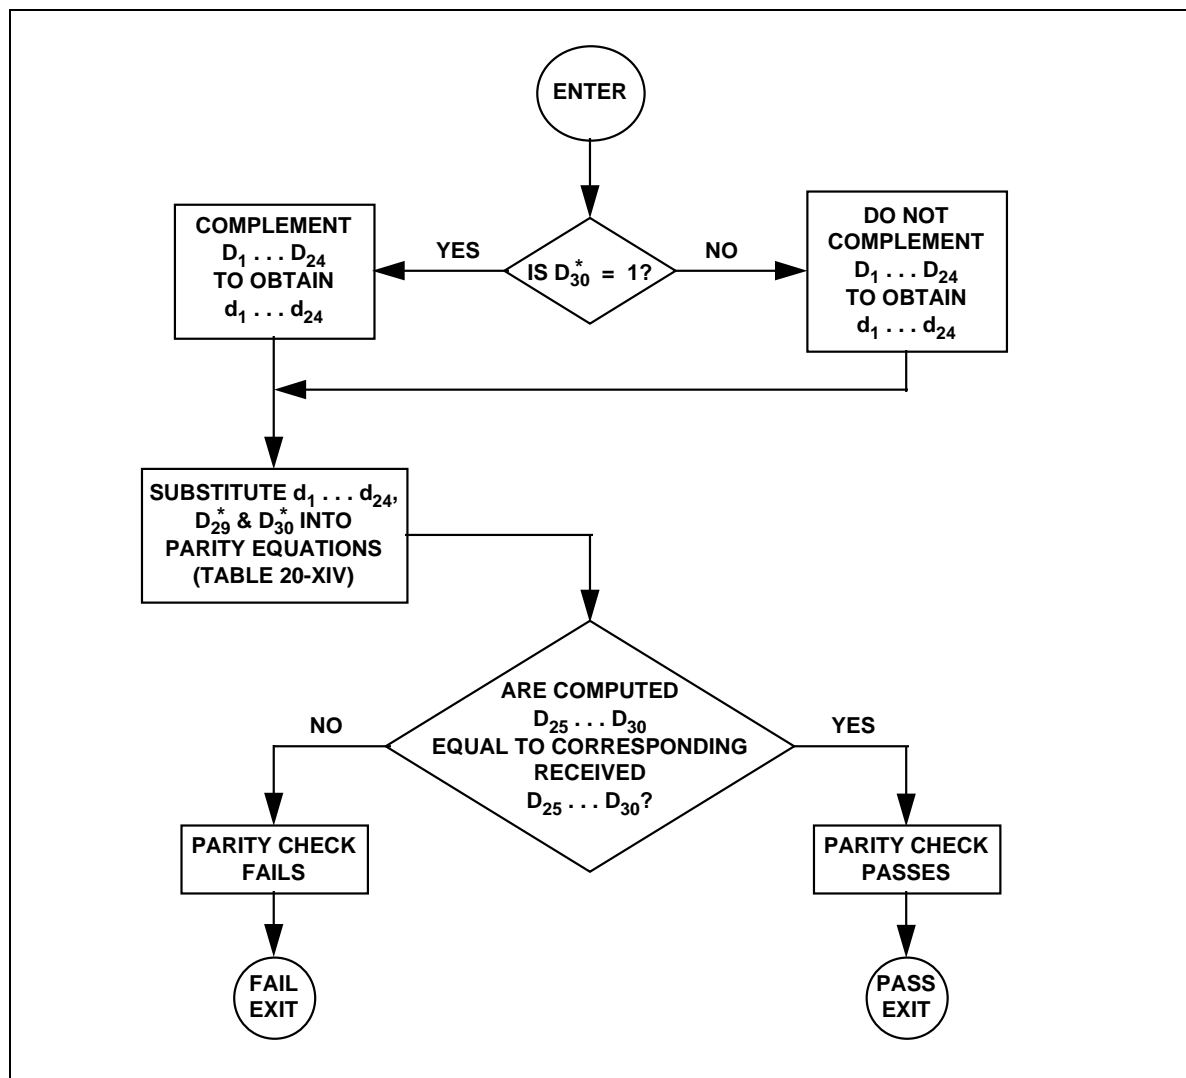 ENTER
COMPLEMENT
D₁ . . . D₂₄
TO OBTAIN
d₁ . . . d₂₄
YES
IS D*₃₀ = 1?
NO
DO NOT
COMPLEMENT
D₁ . . . D₂₄
TO OBTAIN
d₁ . . . d₂₄
SUBSTITUTE d₁ . . . d₂₄,
D*₂₉ & D*₃₀ INTO
PARITY EQUATIONS
(TABLE 20-XIV)
ARE COMPUTED
D₂₅ . . . D₃₀
EQUAL TO CORRESPONDING
RECEIVED
D₂₅ . . . D₃₀?
NO
YES
PARITY CHECK
FAILS
PARITY CHECK
PASSES
FAIL
EXIT
PASS
EXIT